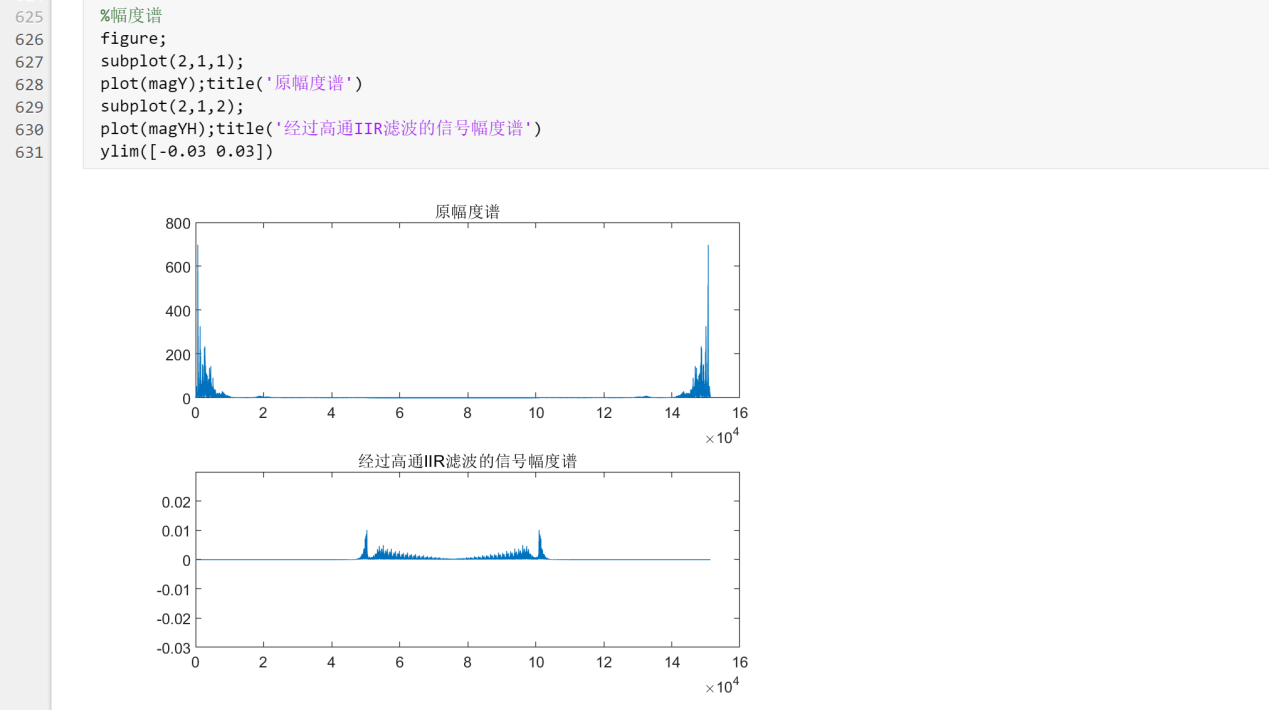 625 %幅度谱
626 figure;
627 subplot(2,1,1);
628 plot(magY);title('原幅度谱')
629 subplot(2,1,2);
630 plot(magYH);title('经过高通IIR滤波的信号幅度谱')
631 ylim([-0.03 0.03])
原幅度谱
800
600
400
200
0
0 2 4 6 8 10 12 14 16
×10^4
经过高通IIR滤波的信号幅度谱
0.02
0.01
0
-0.01
-0.02
-0.03
0 2 4 6 8 10 12 14 16
×10^4